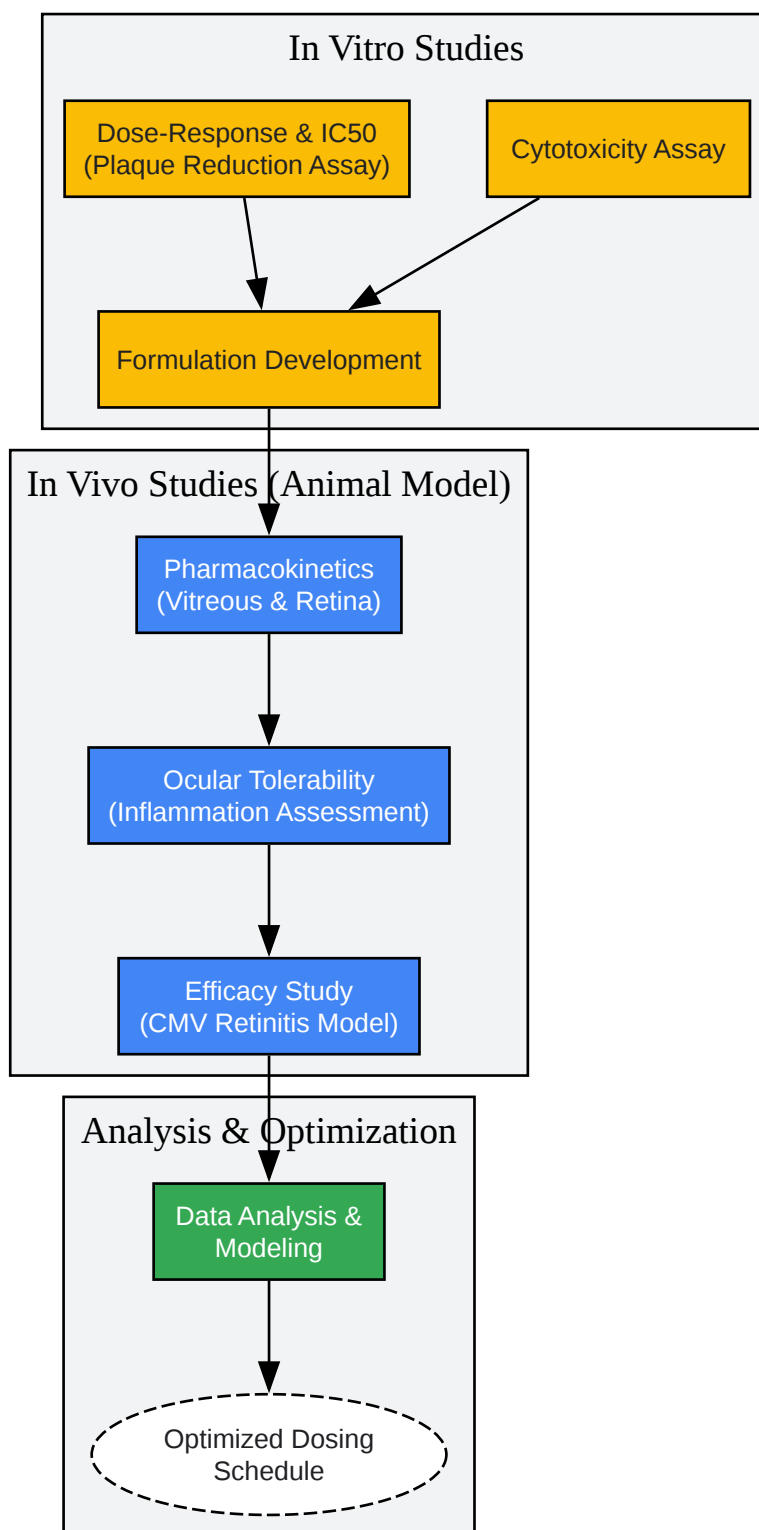 In Vitro Studies
Dose-Response & IC50
(Plaque Reduction Assay)
Cytotoxicity Assay
Formulation Development
In Vivo Studies (Animal Model)
Pharmacokinetics
(Vitreous & Retina)
Ocular Tolerability
(Inflammation Assessment)
Efficacy Study
(CMV Retinitis Model)
Analysis & Optimization
Data Analysis &
Modeling
Optimized Dosing
Schedule